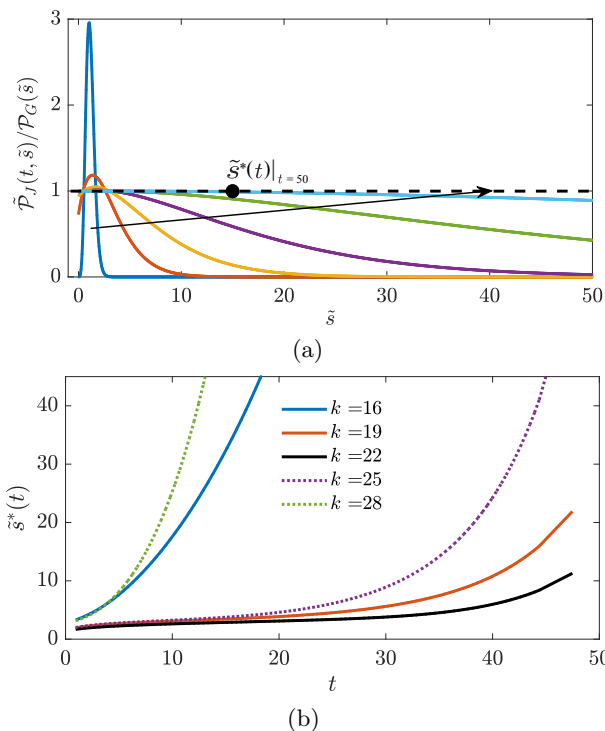 3
2
1
0
P̃_J(t, s̃)/P_G(s̃)
s̃*(t)|_{t=50}
0 10 20 30 40 50
s̃
(a)
40
30
20
10
0
s̃*(t)
k =16
k =19
k =22
k =25
k =28
0 10 20 30 40 50
t
(b)